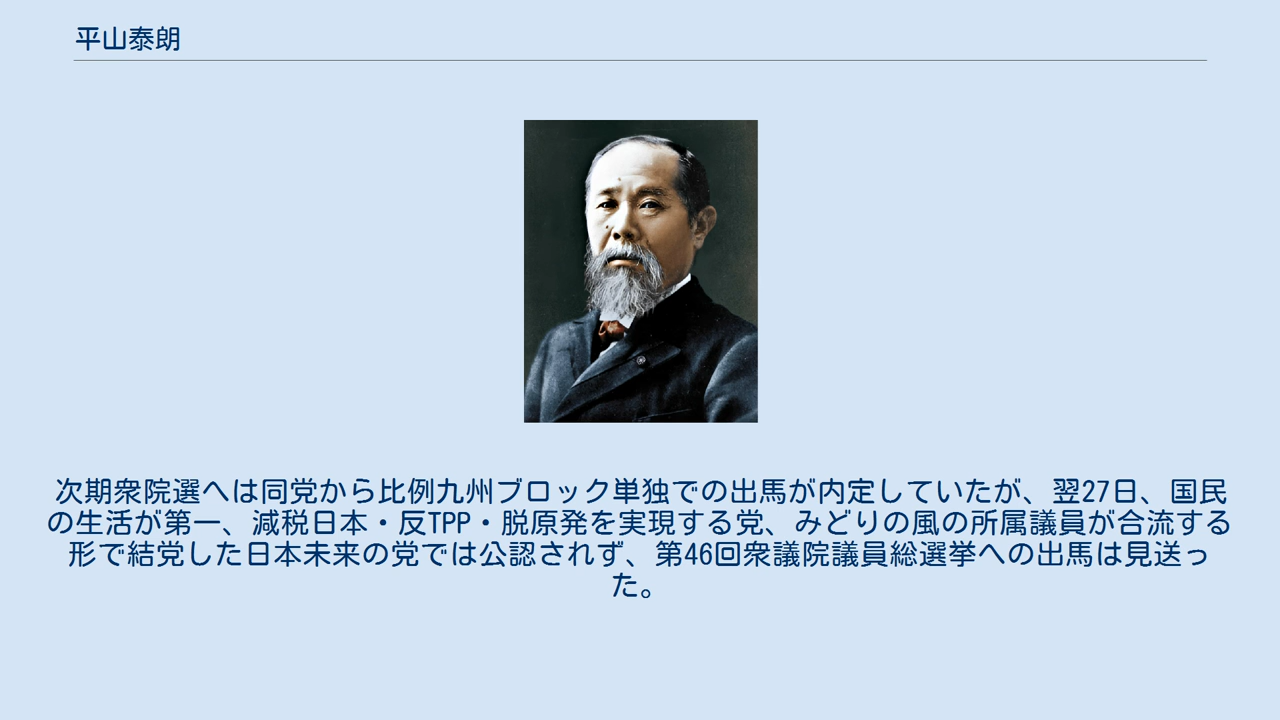 平山泰朗
次期衆院選へは同党から比例九州ブロック単独での出馬が内定していたが、翌27日、国民
の生活が第一、減税日本・反TPP・脱原発を実現する党、みどりの風の所属議員が合流する
形で結党した日本未来の党では公認されず、第46回衆議院議員総選挙への出馬は見送っ
た。